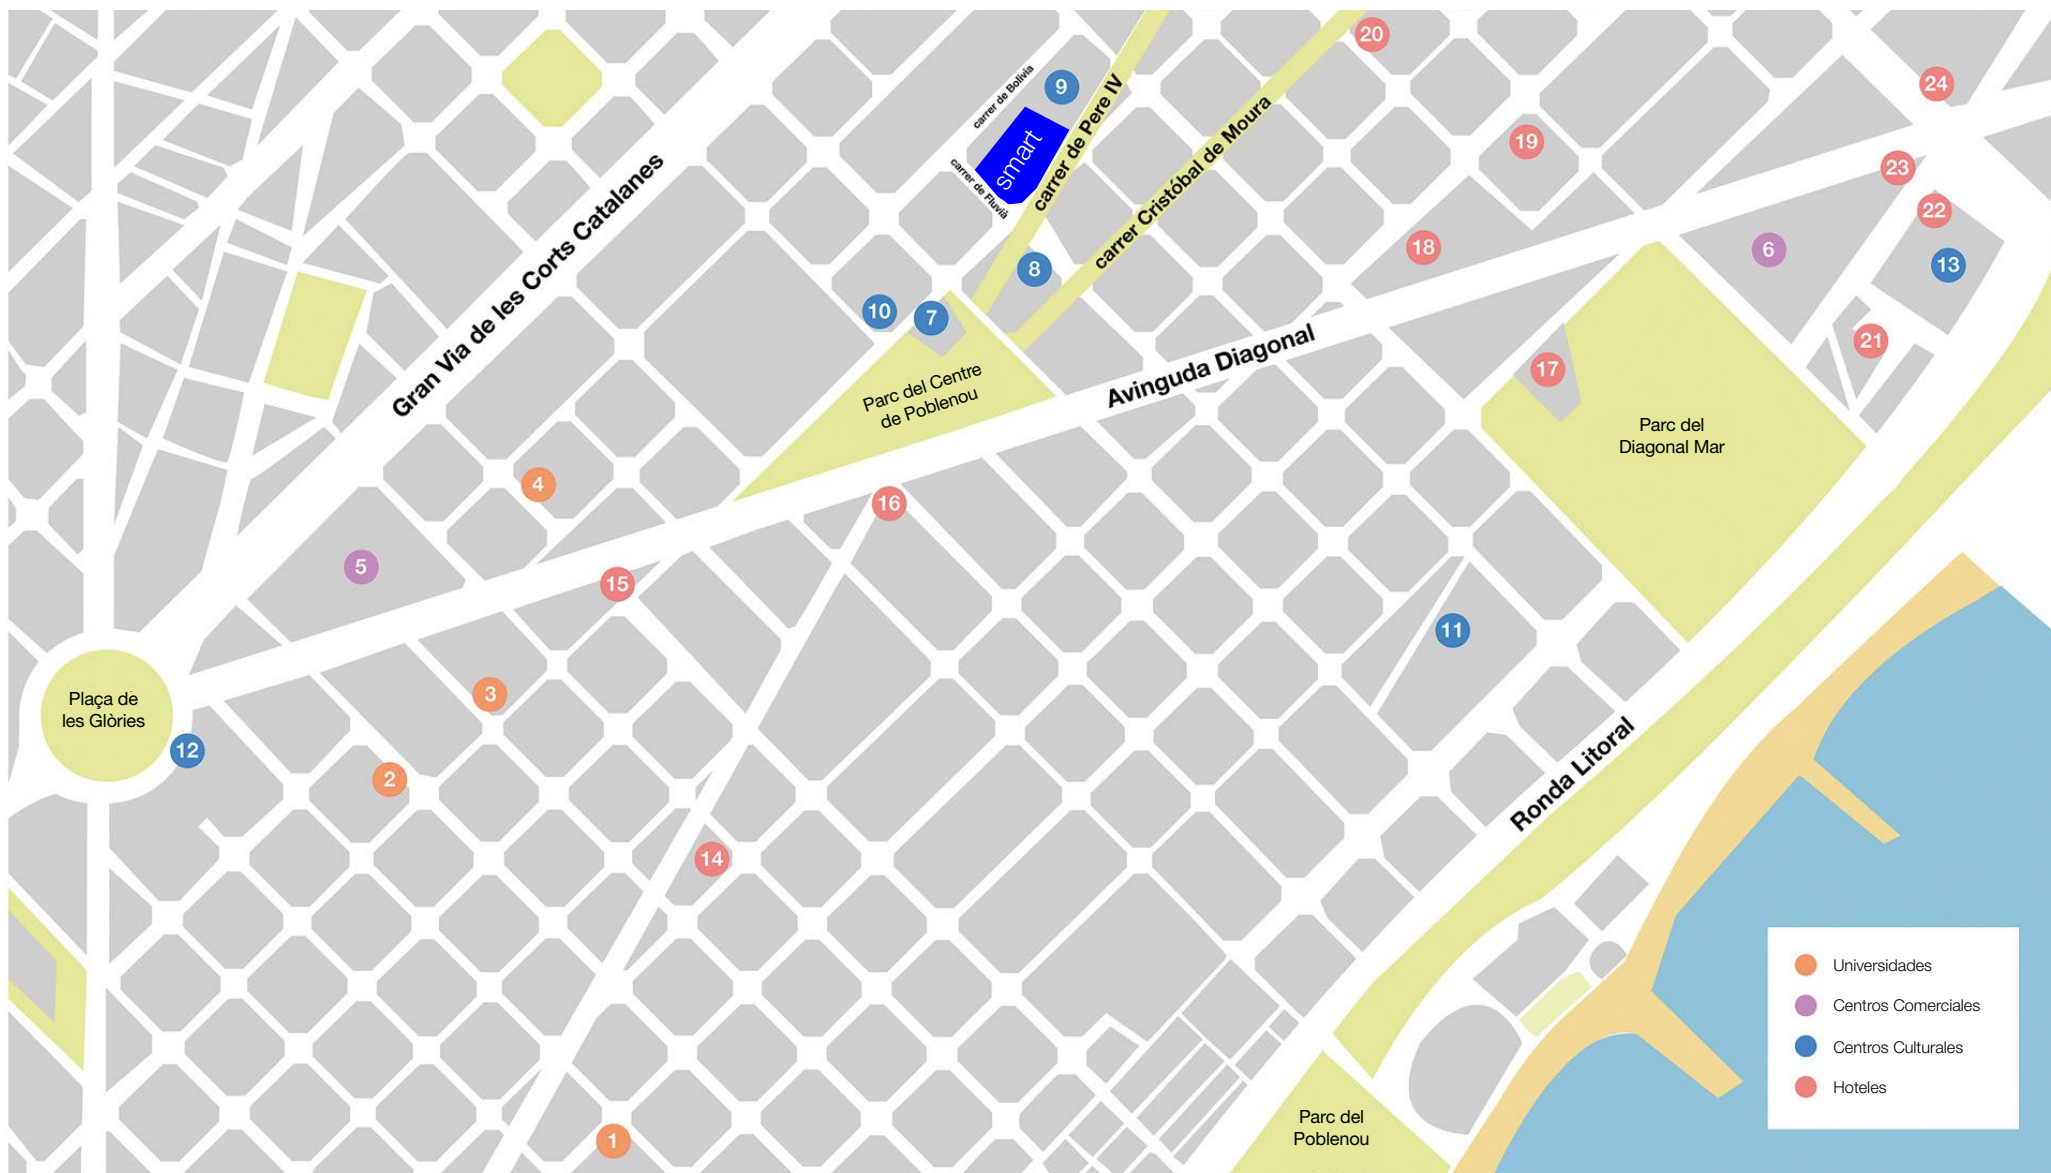 20
carrer de Bolivia
9
24
carrer de Pere IV
smart
carrer Cristóbal de Moura
19
carrer de Fluvià
23
22
Gran Via de les Corts Catalanes
18
6
13
8
10
7
21
17
Avinguda Diagonal
Parc del Centre
de Poblenou
Parc del
Diagonal Mar
4
16
5
15
11
3
Plaça de
les Glòries
12
2
Ronda Litoral
14
Universidades
Centros Comerciales
Centros Culturales
Hoteles
Parc del
Poblenou
1